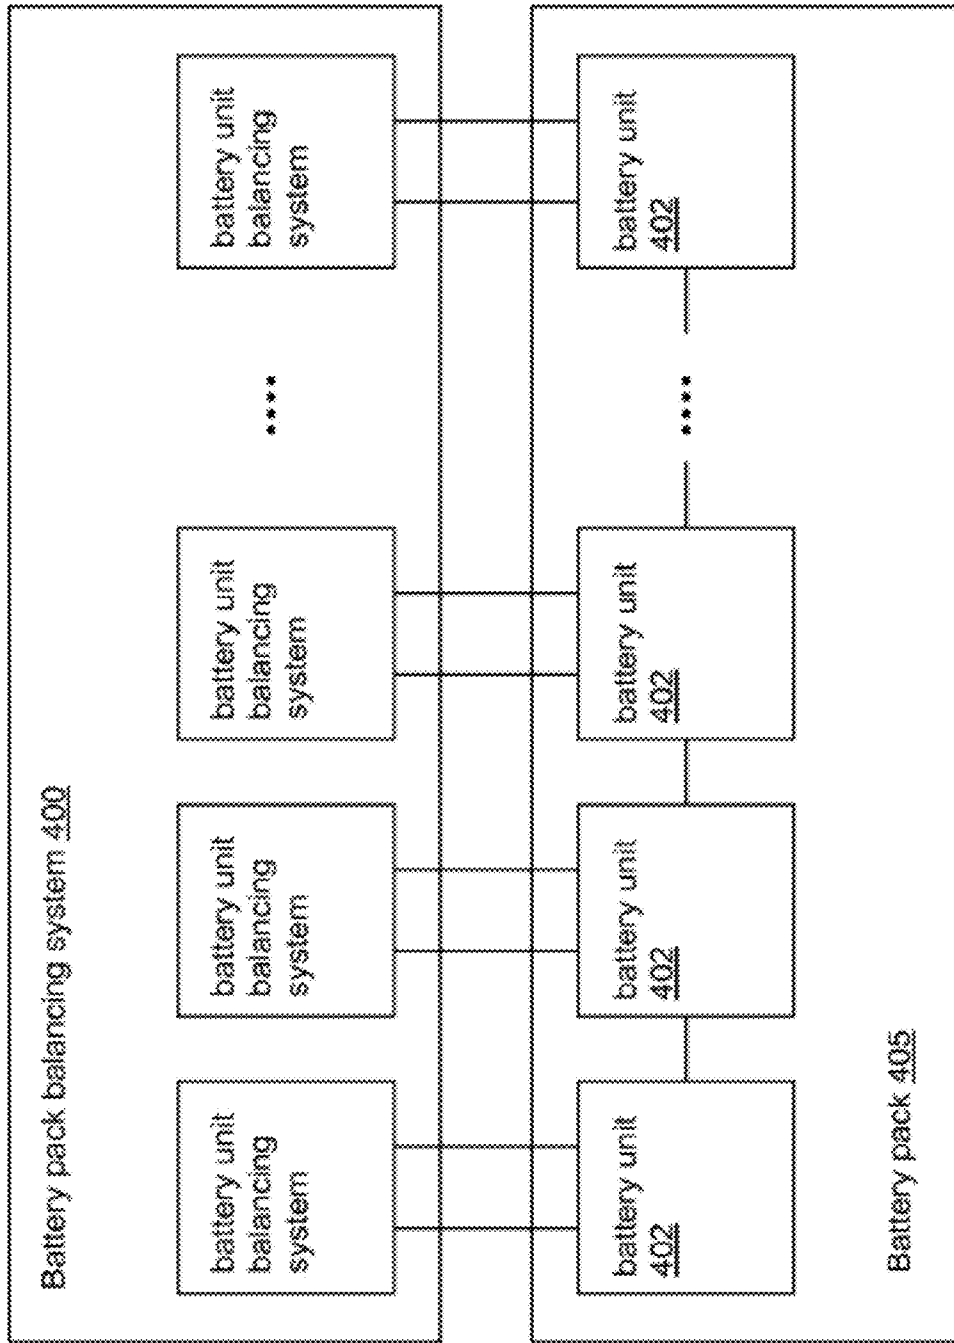 Battery pack balancing system 400
battery unit
balancing
system
battery unit
balancing
system
battery unit
balancing
system
....
battery unit
balancing
system
battery unit
402
battery unit
402
battery unit
402
....
battery unit
402
Battery pack 405